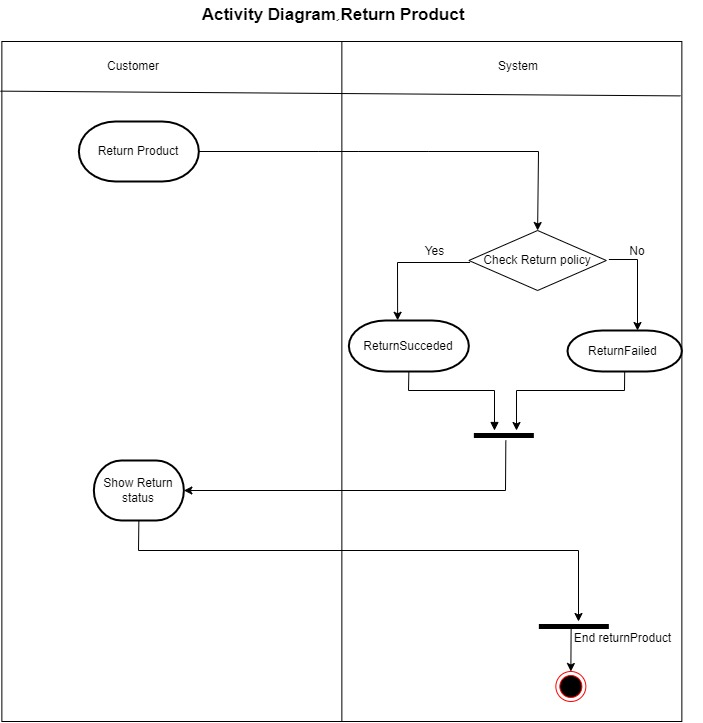 Activity Diagram Return Product
Customer
System
Return Product
Check Return policy
Yes
No
ReturnSucceded
ReturnFailed
Show Return
status
End returnProduct